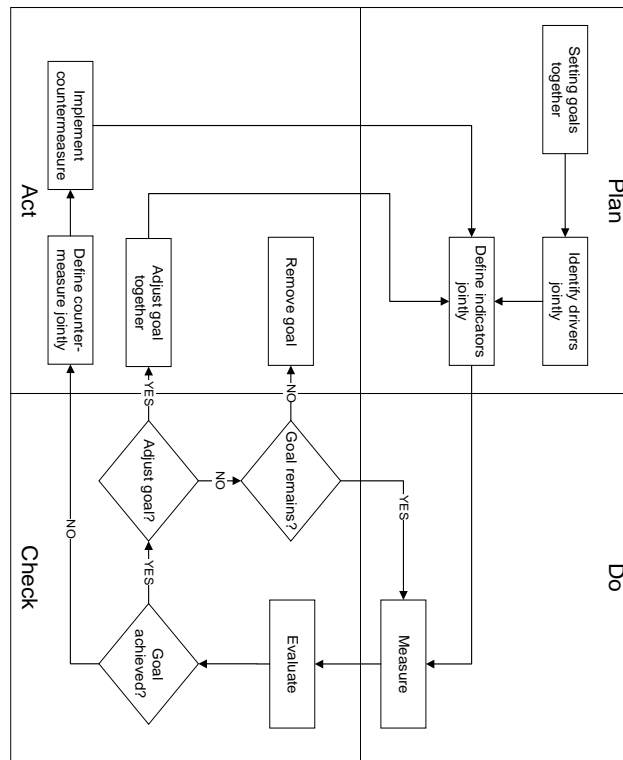 Plan
Setting goals
together
Identify drivers
jointly
Define indicators
jointly
Do
Measure
Evaluate
Check
Goal
achieved?
YES
NO
Adjust goal?
YES
NO
Goal remains?
YES
NO
Act
Remove goal
Adjust goal
together
Define counter-
measure jointly
Implement
countermeasure